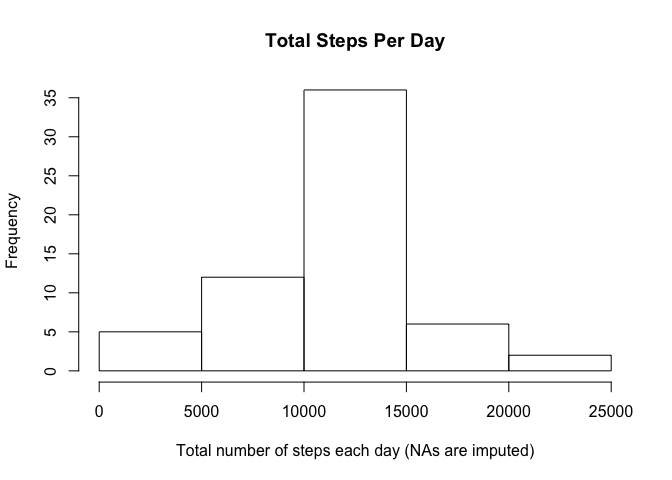 Total Steps Per Day
Frequency
35
30
25
20
15
10
5
0
0 5000 10000 15000 20000 25000
Total number of steps each day (NAs are imputed)